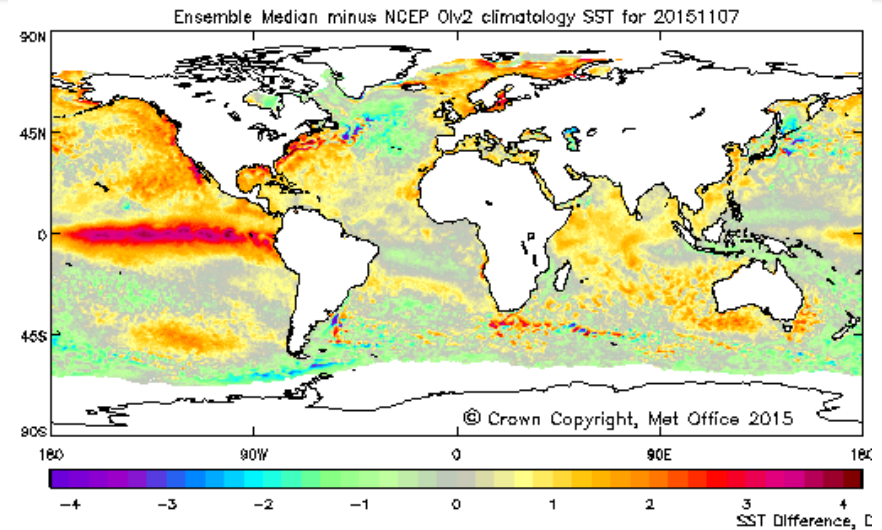 Ensemble Median minus NCEP OIv2 climatology SST for 20151107
90N
45N
0
45S
90S
© Crown Copyright, Met Office 2015
180 90W 0 90E 180
-4 -3 -2 -1 0 1 2 3 4
SST Difference, D